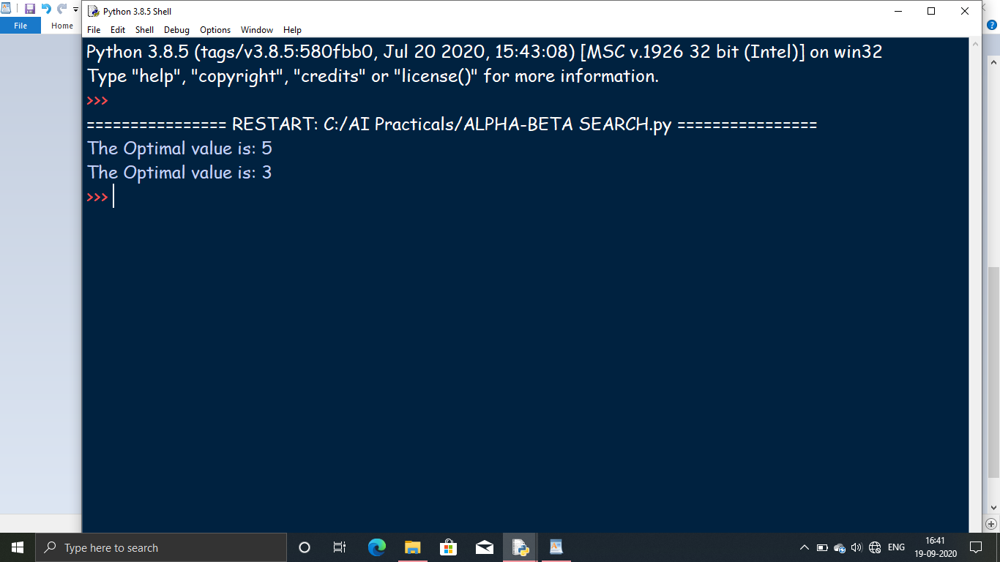 Python 3.8.5 Shell
File Home
File Edit Shell Debug Options Window Help
Python 3.8.5 (tags/v3.8.5:580fbb0, Jul 20 2020, 15:43:08) [MSC v.1926 32 bit (Intel)] on win32
Type "help", "copyright", "credits" or "license()" for more information.
>>>
================ RESTART: C:/AI Practicals/ALPHA-BETA SEARCH.py ================
The Optimal value is: 5
The Optimal value is: 3
>>>
Type here to search
ENG
16:41
19-09-2020